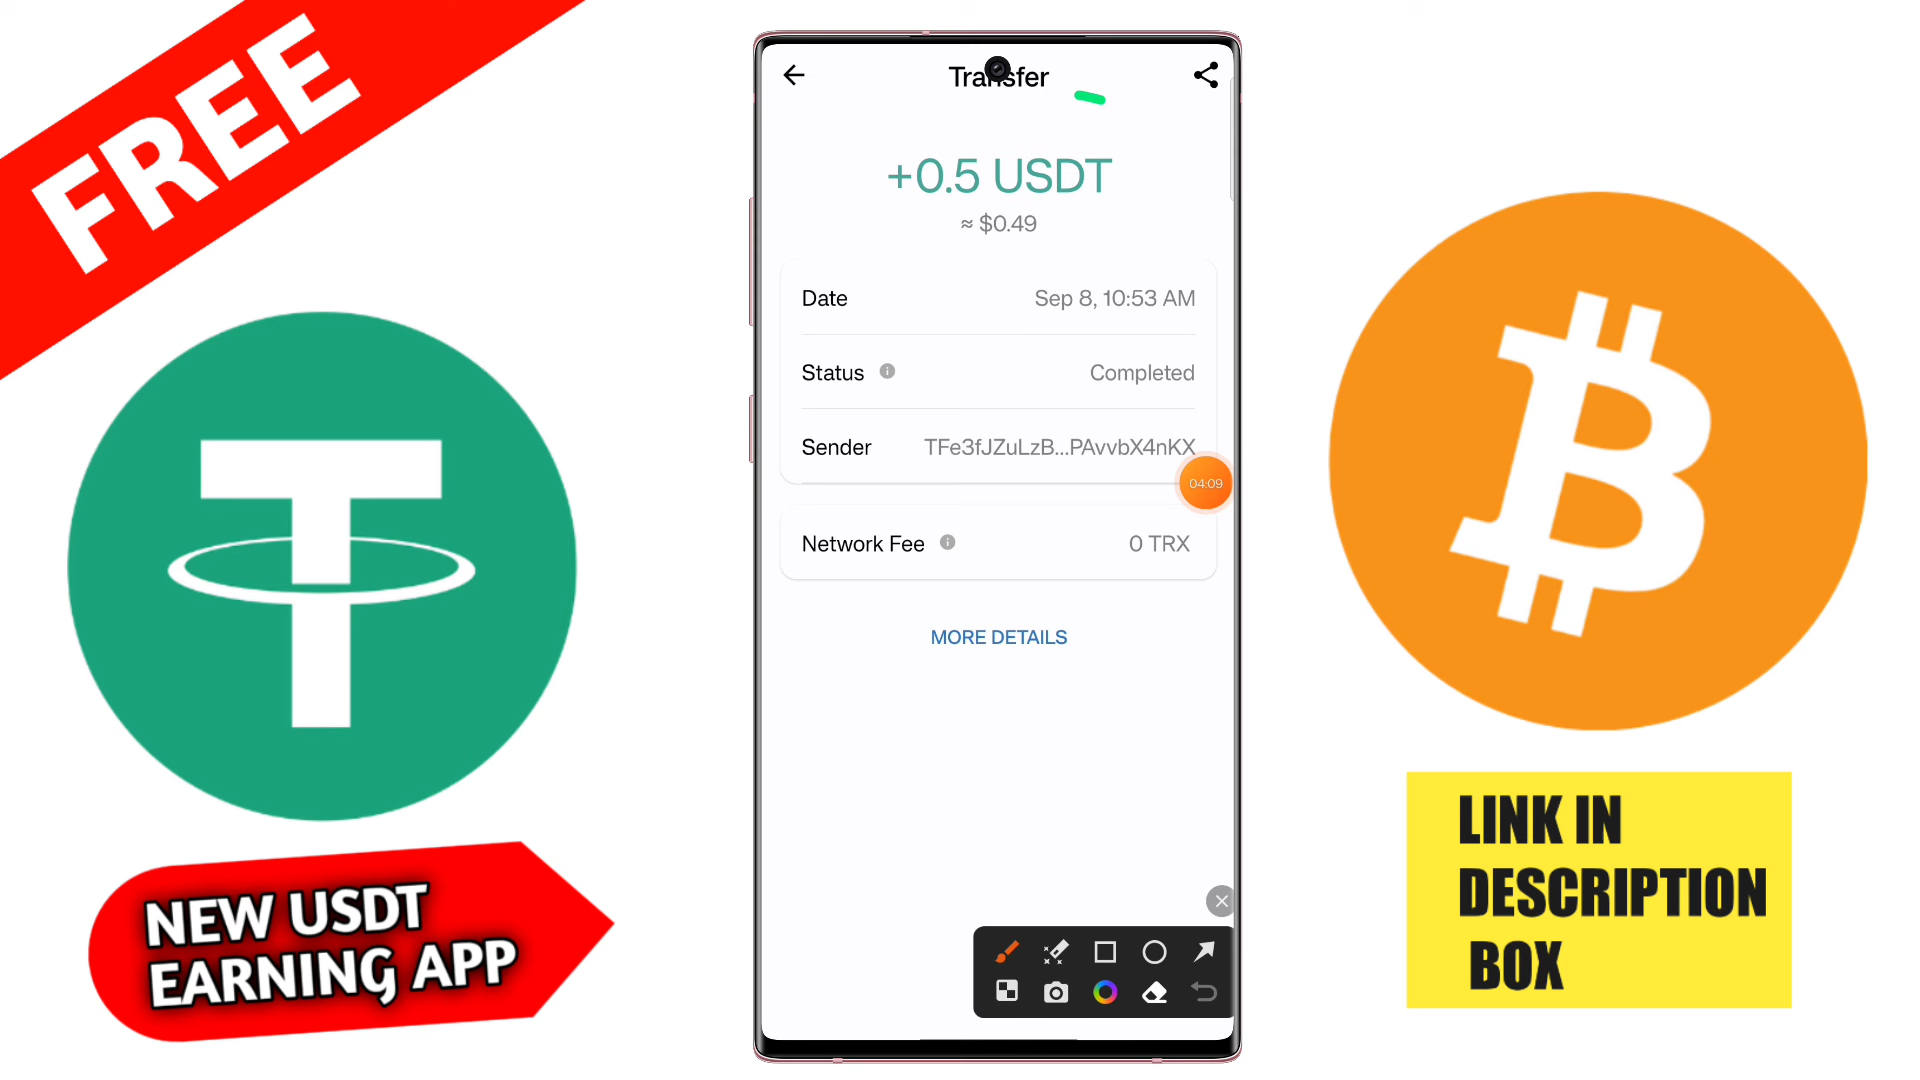 FREE
NEW USDT
EARNING APP
Transfer
+0.5 USDT
≈ $0.49
Date Sep 8, 10:53 AM
Status Completed
Sender TFe3fJZuLzB...PAvvbX4nKX
04:09
Network Fee 0 TRX
MORE DETAILS
LINK IN
DESCRIPTION
BOX